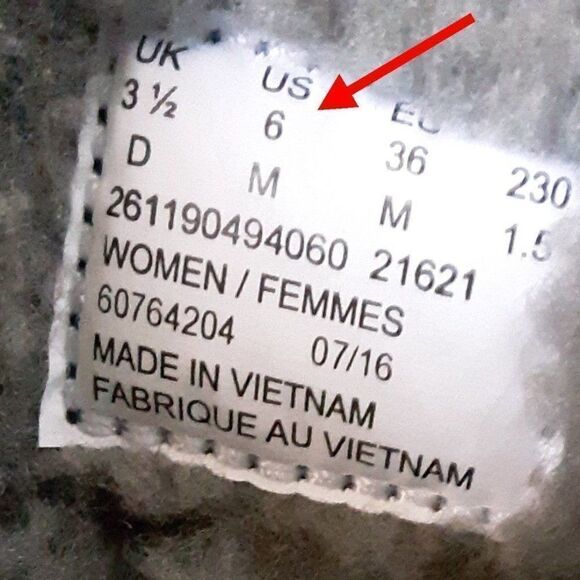 UK US EU
3 ½ 6 36 230
D M M 1.5
261190494060 21621
WOMEN / FEMMES
60764204 07/16
MADE IN VIETNAM
FABRIQUE AU VIETNAM